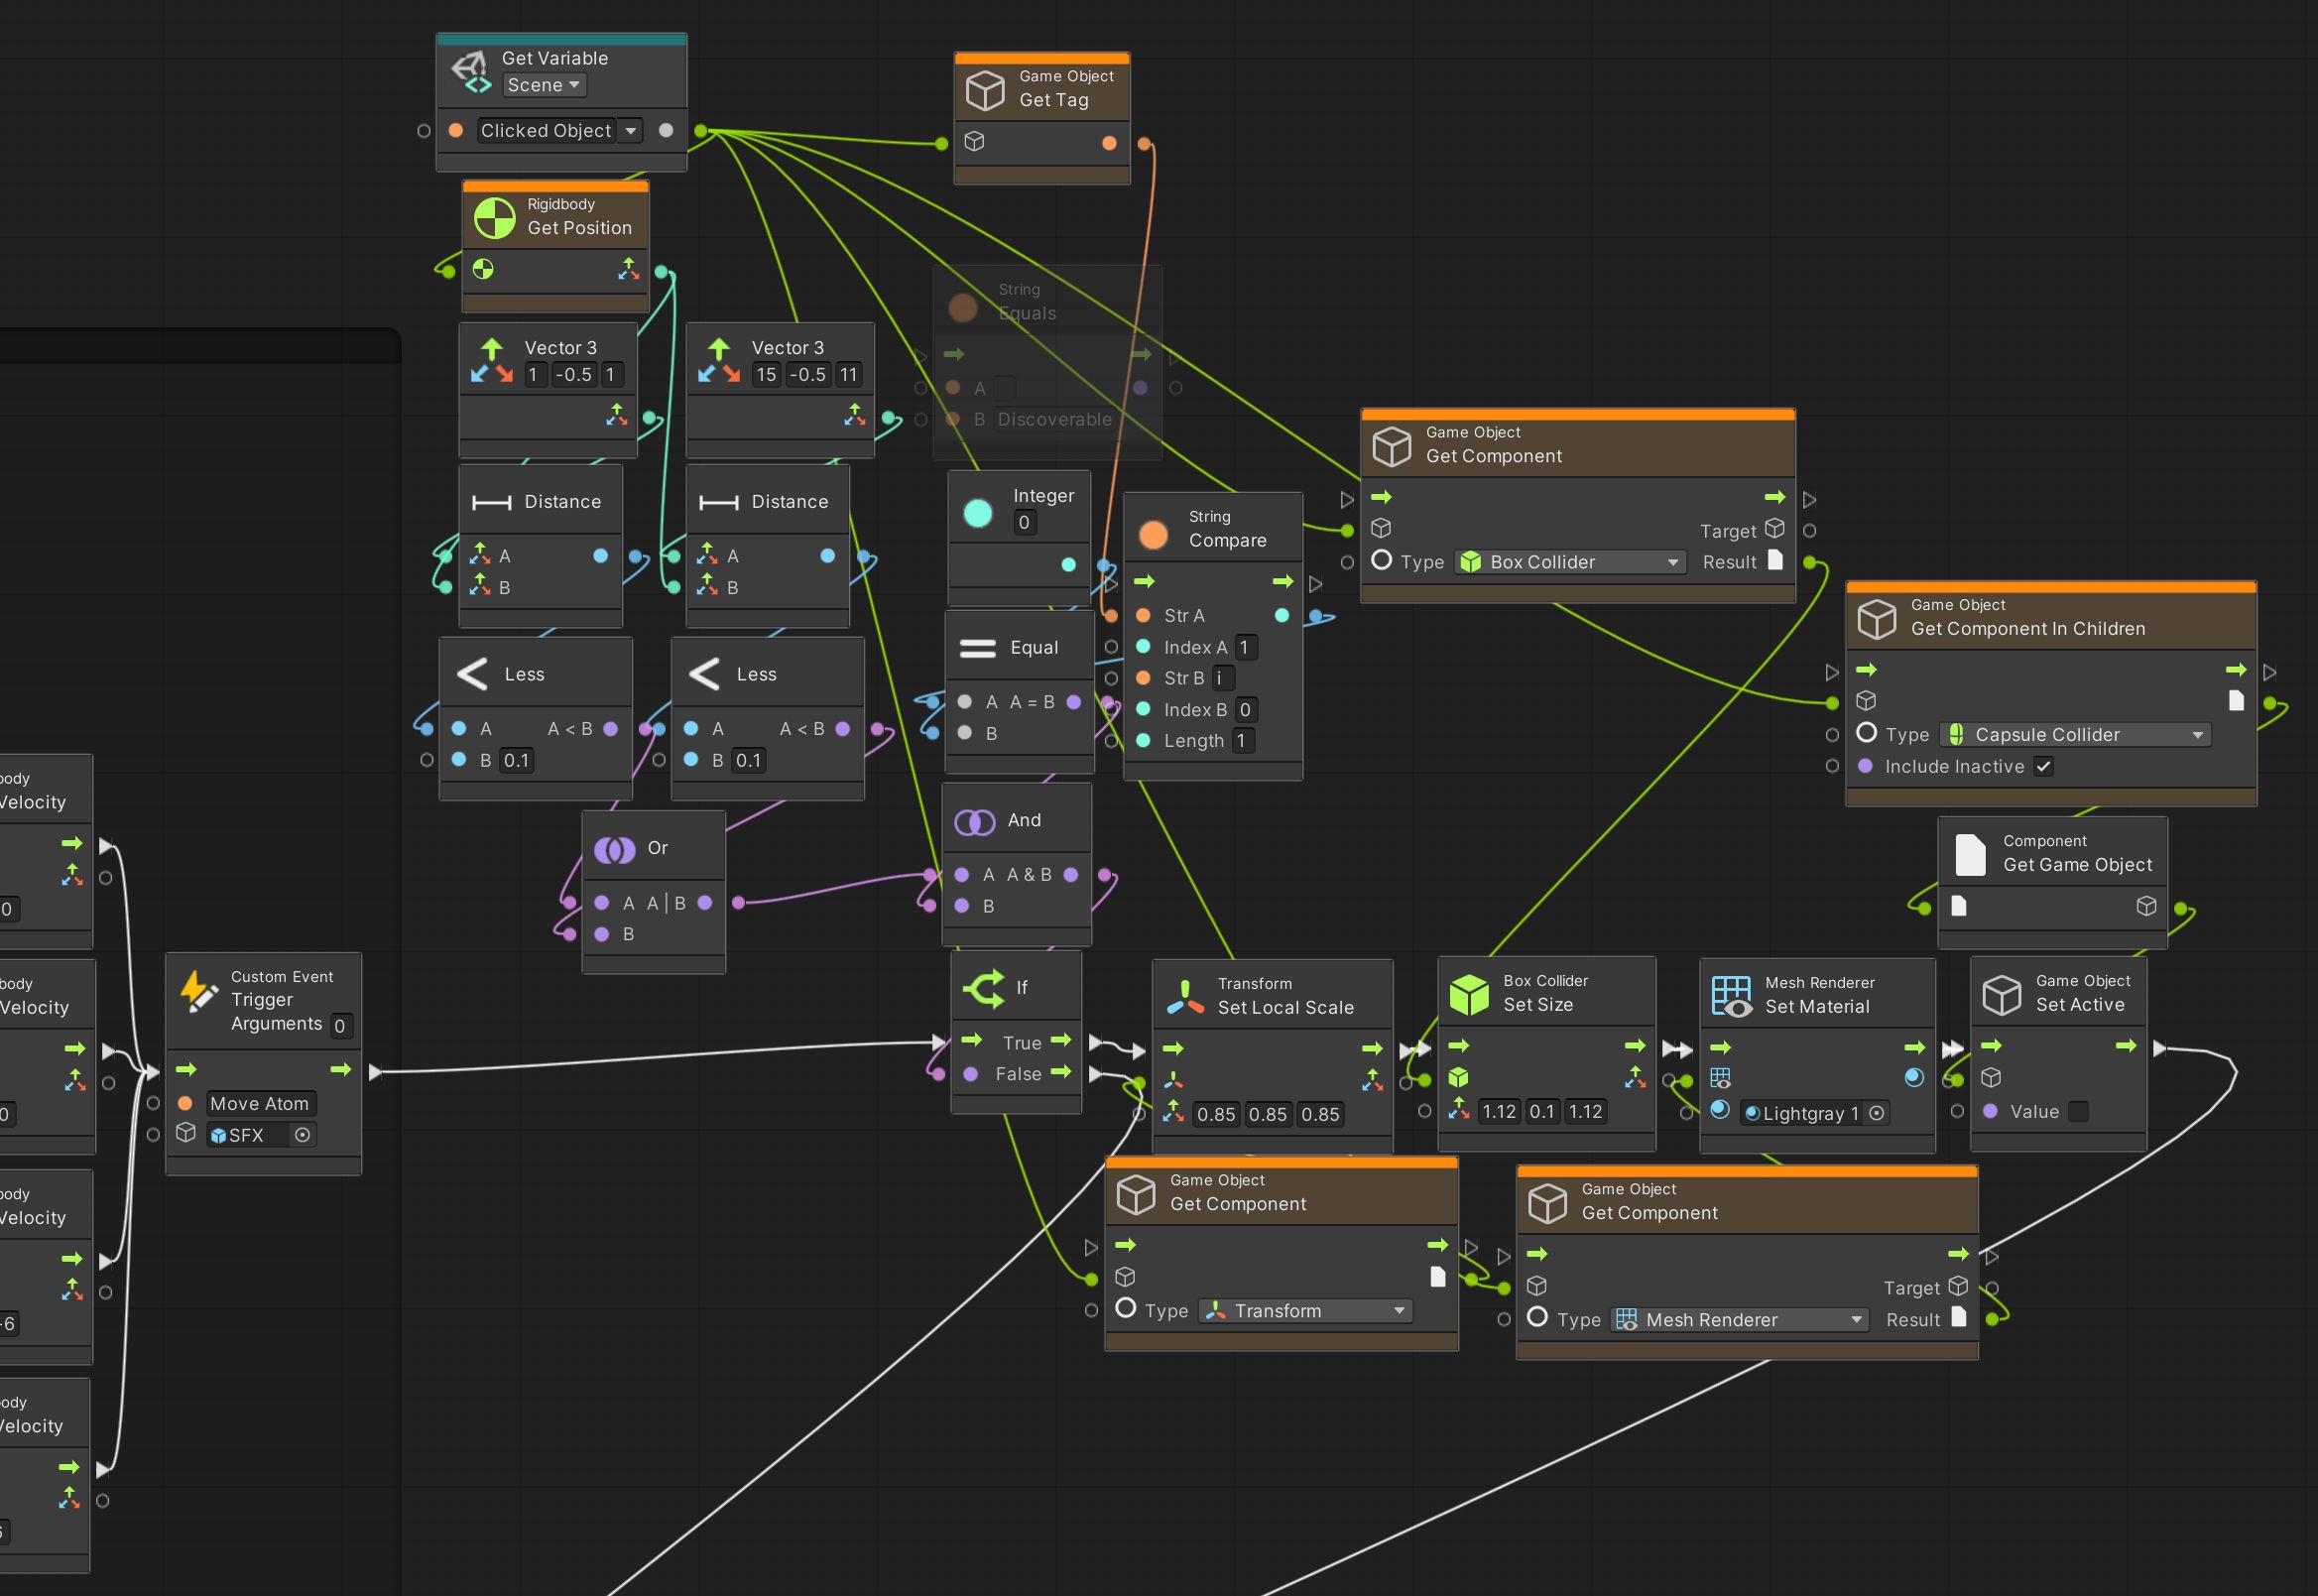 Get Variable
Scene
Clicked Object
Game Object
Get Tag
Rigidbody
Get Position
String
Equals
A
B Discoverable
Vector 3
1 -0.5 1
Vector 3
15 -0.5 11
Distance
A
B
Distance
A
B
Integer
0
String
Compare
Str A
Index A 1
Str B i
Index B 0
Length 1
Game Object
Get Component
Target
Type Box Collider Result
Game Object
Get Component In Children
Type Capsule Collider
Include Inactive
Less
A A < B
B 0.1
Less
A A < B
B 0.1
Equal
A A = B
B
Or
A A | B
B
And
A A & B
B
Component
Get Game Object
body
Velocity
0
body
Velocity
0
body
Velocity
-6
body
Velocity
Custom Event
Trigger
Arguments 0
Move Atom
SFX
If
True
False
Transform
Set Local Scale
0.85 0.85 0.85
Box Collider
Set Size
1.12 0.1 1.12
Mesh Renderer
Set Material
Lightgray 1
Game Object
Set Active
Value
Game Object
Get Component
Type Transform
Game Object
Get Component
Target
Type Mesh Renderer Result